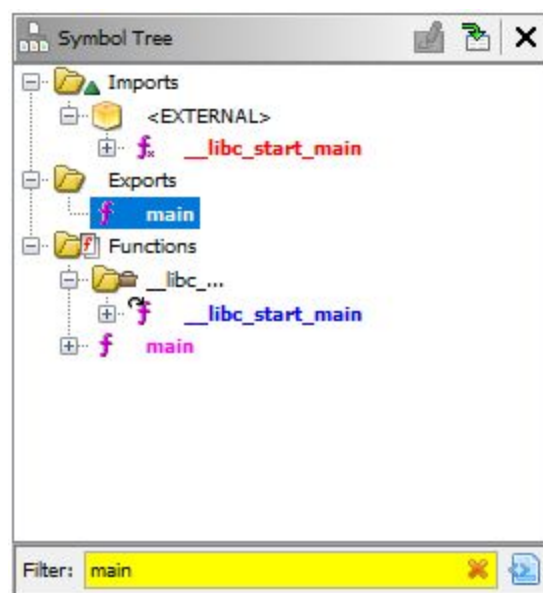 Symbol Tree
Imports
<EXTERNAL>
__libc_start_main
Exports
main
Functions
__libc_...
__libc_start_main
main
Filter: main